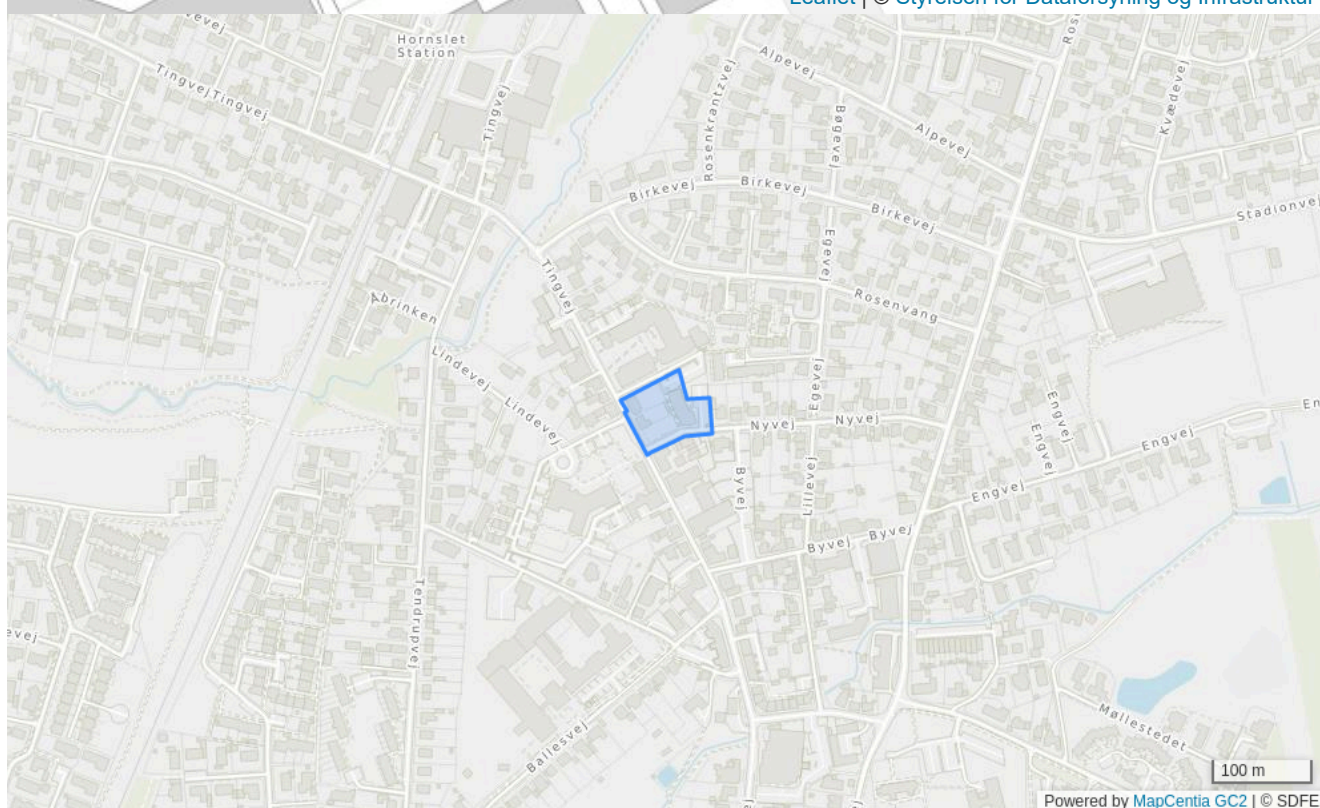 Leaflet | © Styrelsen for Dataforsyning og Infrastruktur
Hornslet
Station
Tingvej
Tingvej
Tingvej
Rosenkrantzvej
Alpevej
Alpevej
Bøgevej
Kvædevej
Birkevej
Birkevej
Birkevej
Stadionvej
Egevej
Tingvej
Rosenvang
Åbrinken
Lindevej
Lindevej
Egevej
Nyvej
Nyvej
Engvej
Engvej
Engvej
Engvej
Byvej
Lillevej
Byvej
Byvej
Tendrupvej
Ballesvej
Møllestedet
100 m
Powered by MapCentia GC2 | © SDFE